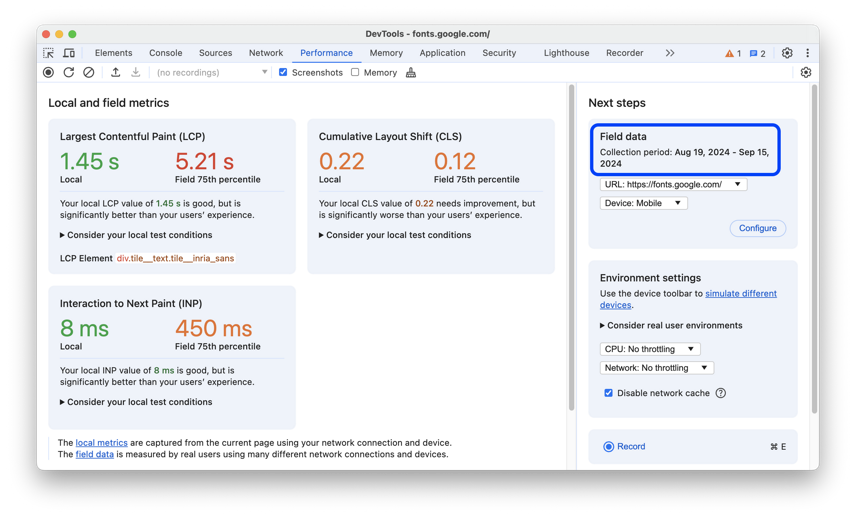 DevTools - fonts.google.com/
Elements Console Sources Network Performance Memory Application Security Lighthouse Recorder 1 2
(no recordings) Screenshots Memory
Local and field metrics
Largest Contentful Paint (LCP)
1.45 s 5.21 s
Local Field 75th percentile
Your local LCP value of 1.45 s is good, but is
significantly better than your users’ experience.
Consider your local test conditions
LCP Element div.tile__text.tile__inria_sans
Cumulative Layout Shift (CLS)
0.22 0.12
Local Field 75th percentile
Your local CLS value of 0.22 needs improvement, but
is significantly worse than your users’ experience.
Consider your local test conditions
Interaction to Next Paint (INP)
8 ms 450 ms
Local Field 75th percentile
Your local INP value of 8 ms is good, but is
significantly better than your users’ experience.
Consider your local test conditions
The local metrics are captured from the current page using your network connection and device.
The field data is measured by real users using many different network connections and devices.
Next steps
Field data
Collection period: Aug 19, 2024 - Sep 15,
2024
URL: https://fonts.google.com/
Device: Mobile
Configure
Environment settings
Use the device toolbar to simulate different
devices.
Consider real user environments
CPU: No throttling
Network: No throttling
Disable network cache ?
Record ⌘ E